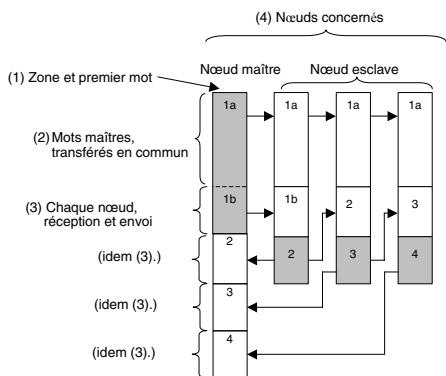 (4) Nœuds concernés
Nœud maître
Nœud esclave
(1) Zone et premier mot
1a
1a
1a
1a
(2) Mots maîtres,
transférés en commun
(3) Chaque nœud,
réception et envoi
1b
1b
2
3
(idem (3).)
2
2
3
4
(idem (3).)
3
(idem (3).)
4